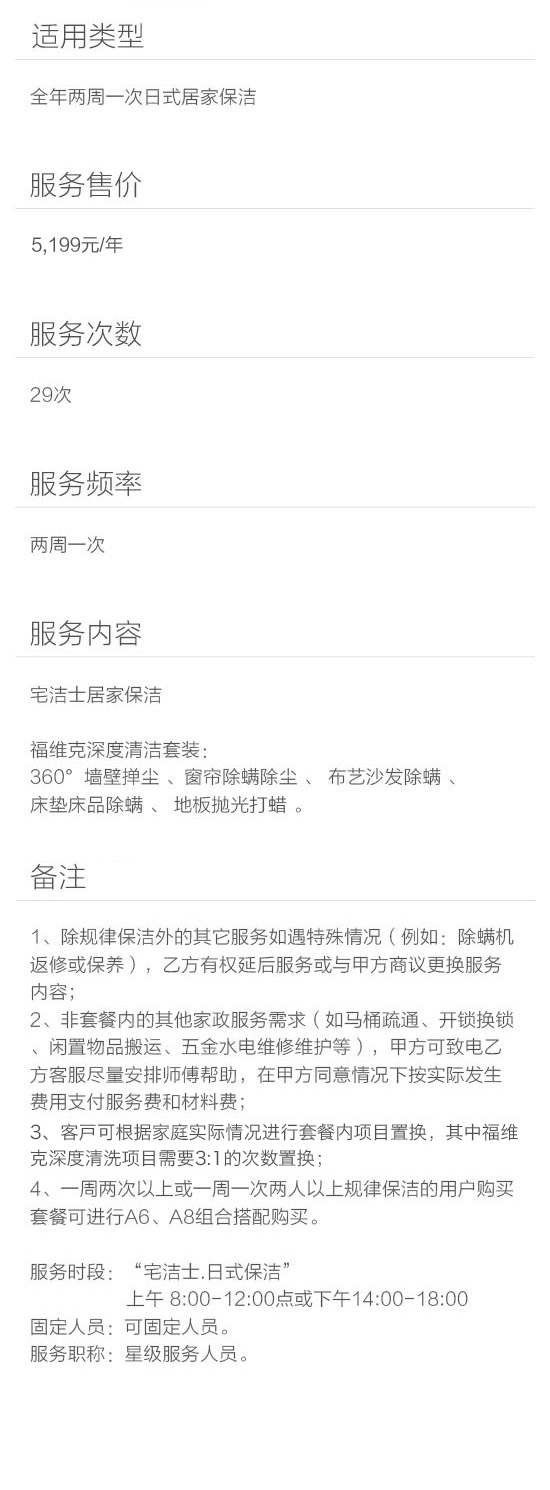 适用类型
全年两周一次日式居家保洁
服务售价
5,199元/年
服务次数
29次
服务频率
两周一次
服务内容
宅洁士居家保洁
福维克深度清洁套装：
360°墙壁掸尘 、窗帘除螨除尘 、 布艺沙发除螨 、
床垫床品除螨 、 地板抛光打蜡 。
备注
1、除规律保洁外的其它服务如遇特殊情况（例如：除螨机
返修或保养），乙方有权延后服务或与甲方商议更换服务
内容；
2、非套餐内的其他家政服务需求（如马桶疏通、开锁换锁
、闲置物品搬运、五金水电维修维护等），甲方可致电乙
方客服尽量安排师傅帮助，在甲方同意情况下按实际发生
费用支付服务费和材料费；
3、客戸可根据家庭实际情况进行套餐内项目置换，其中福维
克深度清洗项目需要3:1的次数置换；
4、一周两次以上或一周一次两人以上规律保洁的用户购买
套餐可进行A6、A8组合搭配购买。
服务时段：“宅洁士.日式保洁”
上午 8:00-12:00点或下午14:00-18:00
固定人员：可固定人员。
服务职称：星级服务人员。